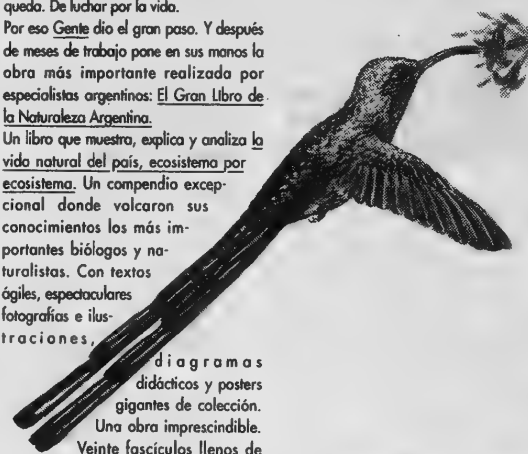 queda. De luchar por la vida.
Por eso Gente dio el gran paso. Y después
de meses de trabajo pone en sus manos la
obra más importante realizada por
especialistas argentinos: El Gran Libro de
la Naturaleza Argentina.
Un libro que muestra, explica y analiza la
vida natural del país, ecosistema por
ecosistema. Un compendio excep-
cional donde volcaron sus
conocimientos los más im-
portantes biólogos y na-
turalistas. Con textos
ágiles, espectaculares
fotografías e ilus-
traciones,
diagramas
didácticos y posters
gigantes de colección.
Una obra imprescindible.
Veinte fascículos llenos de